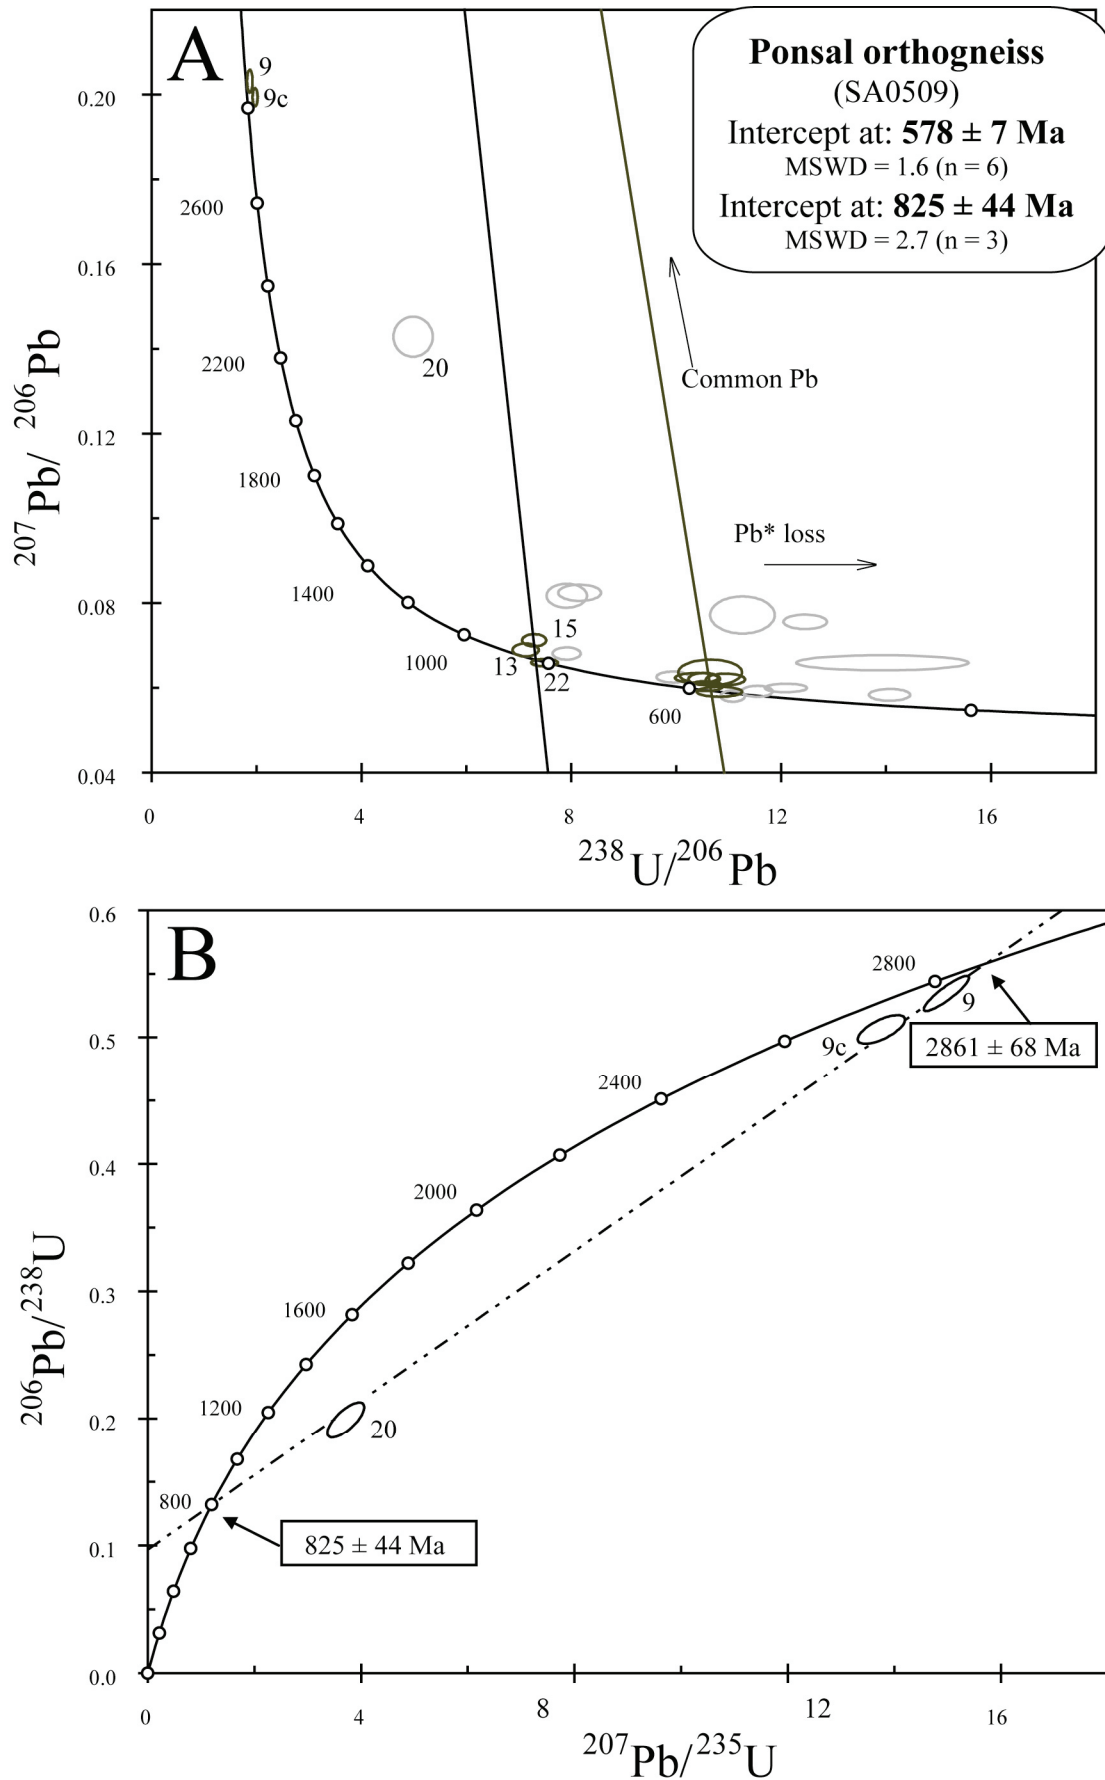 A
Ponsal orthogneiss
(SA0509)
Intercept at: 578 ± 7 Ma
MSWD = 1.6 (n = 6)
Intercept at: 825 ± 44 Ma
MSWD = 2.7 (n = 3)
9
9c
0.20
2600
0.16
2200
20
Common Pb
0.12
1800
Pb* loss
1400
0.08
15
1000
13
22
600
0.04
0
4
8
12
16
207Pb/ 206Pb
238U/206Pb
B
0.6
2800
9
9c
2861 ± 68 Ma
0.5
2400
0.4
2000
0.3
1600
1200
0.2
20
800
825 ± 44 Ma
0.1
0.0
0
4
8
12
16
206Pb/238U
207Pb/235U